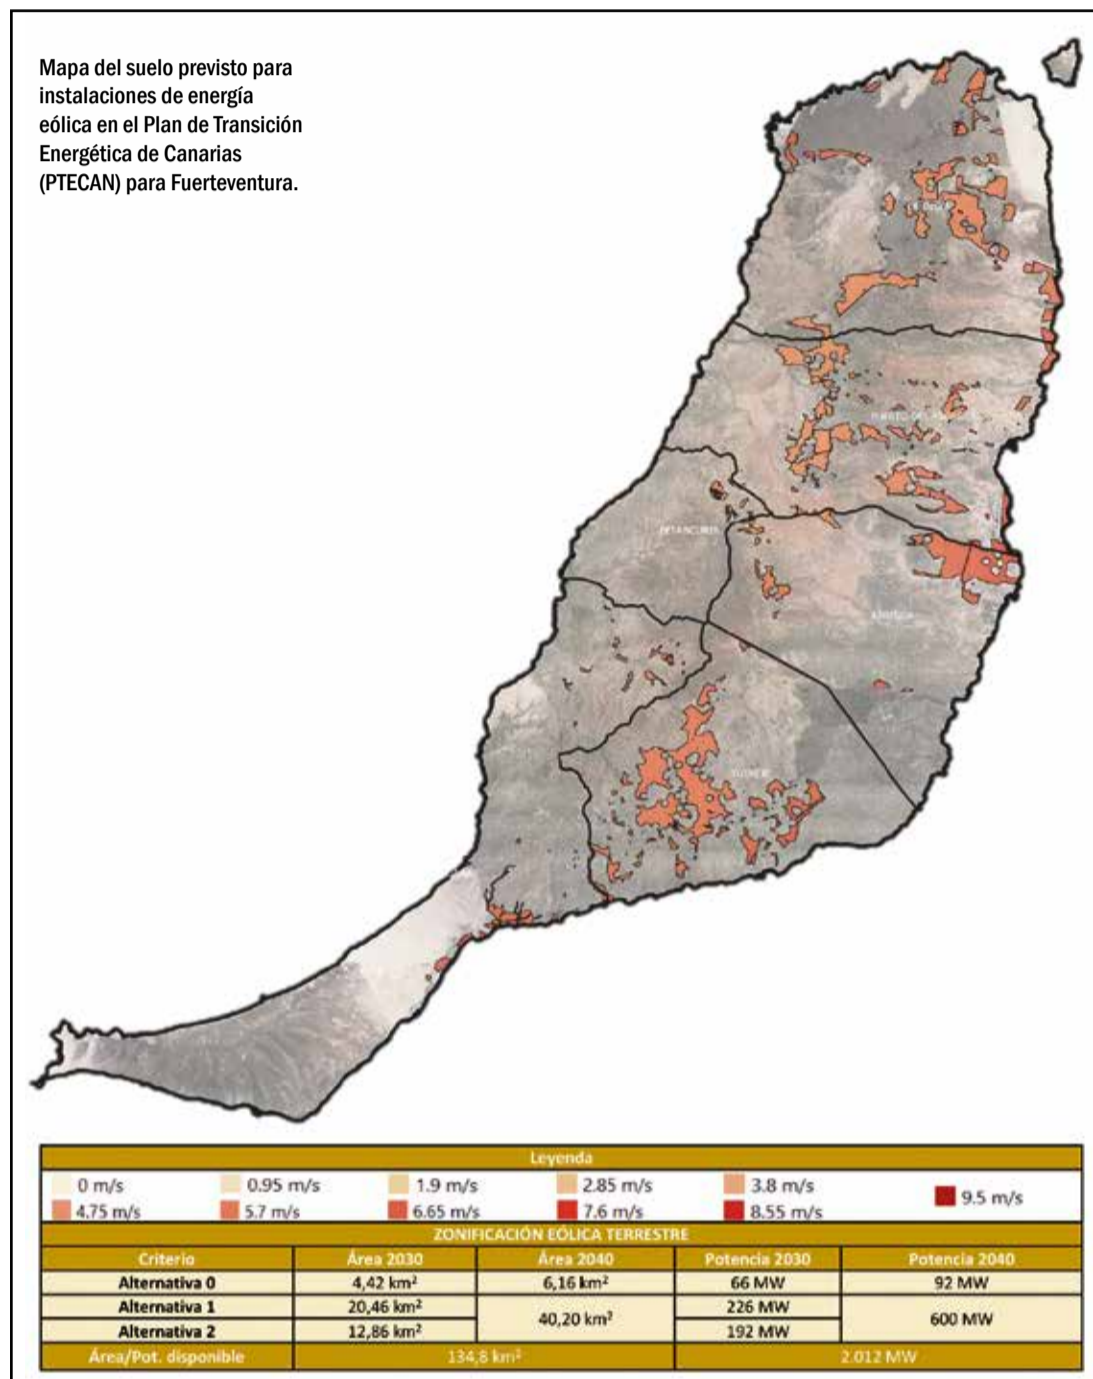 Mapa del suelo previsto para
instalaciones de energía
eólica en el Plan de Transición
Energética de Canarias
(PTECAN) para Fuerteventura.
BETANCURIA
ANTIGUA
TUINEJE
Leyenda
0 m/s 0.95 m/s 1.9 m/s 2.85 m/s 3.8 m/s 9.5 m/s
4.75 m/s 5.7 m/s 6.65 m/s 7.6 m/s 8.55 m/s
ZONIFICACIÓN EÓLICA TERRESTRE
Criterio Área 2030 Área 2040 Potencia 2030 Potencia 2040
Alternativa 0 4,42 km² 6,16 km² 66 MW 92 MW
Alternativa 1 20,46 km² 40,20 km² 226 MW 600 MW
Alternativa 2 12,86 km² 192 MW
Área/Pot. disponible 134,8 km² 2.012 MW